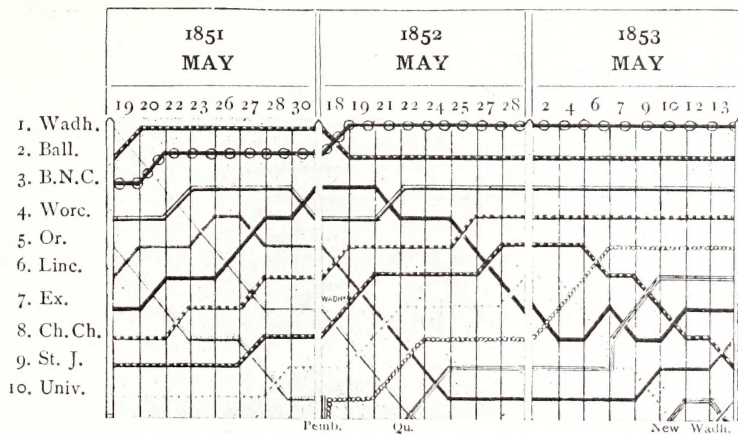 1851 1852 1853
MAY MAY MAY
19 20 22 23 26 27 28 30 18 19 21 22 24 25 27 28 2 4 6 7 9 10 12 13
1. Wadh.
2. Ball.
3. B.N.C.
4. Worc.
5. Or.
6. Linc.
7. Ex.
WADHM
8. Ch. Ch.
9. St. J.
10. Univ.
Pemb. Qu. New Wadh.